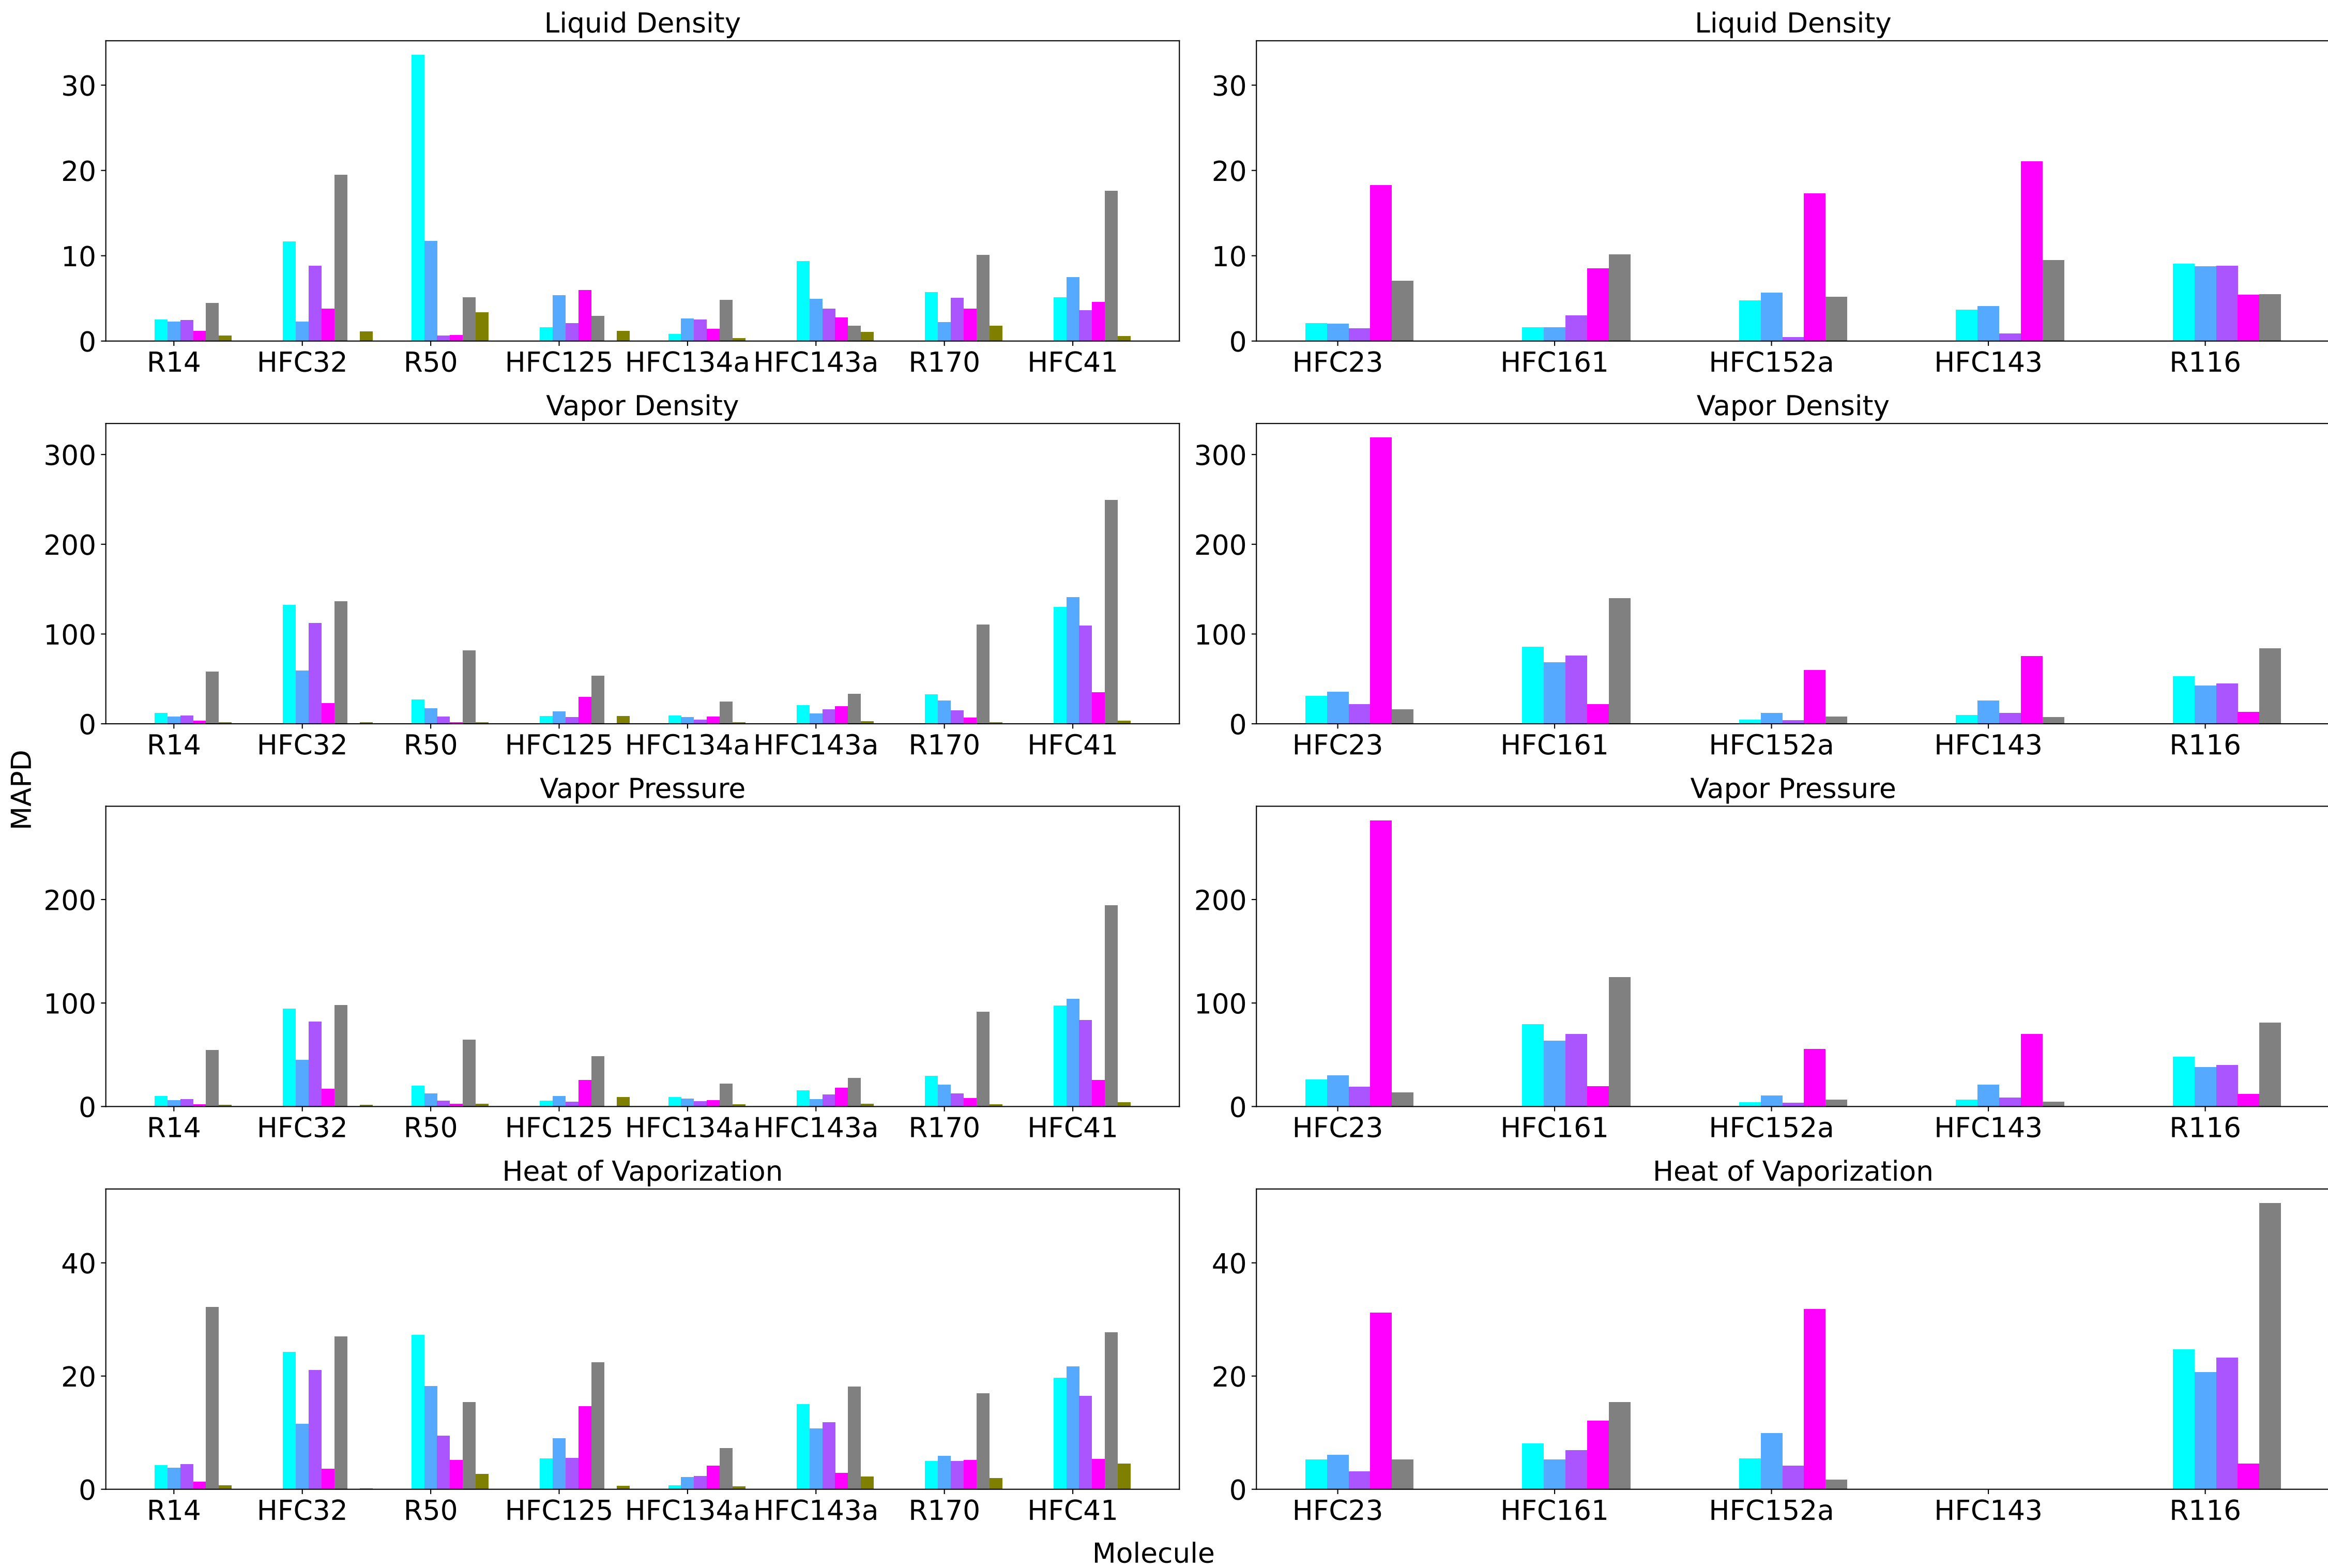 Liquid Density
Liquid Density
30
20
10
0
R14 HFC32 R50 HFC125 HFC134a HFC143a R170 HFC41
30
20
10
0
HFC23 HFC161 HFC152a HFC143 R116
Vapor Density
Vapor Density
300
200
100
0
R14 HFC32 R50 HFC125 HFC134a HFC143a R170 HFC41
300
200
100
0
HFC23 HFC161 HFC152a HFC143 R116
MAPD
Vapor Pressure
Vapor Pressure
200
100
0
R14 HFC32 R50 HFC125 HFC134a HFC143a R170 HFC41
200
100
0
HFC23 HFC161 HFC152a HFC143 R116
Heat of Vaporization
Heat of Vaporization
40
20
0
R14 HFC32 R50 HFC125 HFC134a HFC143a R170 HFC41
40
20
0
HFC23 HFC161 HFC152a HFC143 R116
Molecule